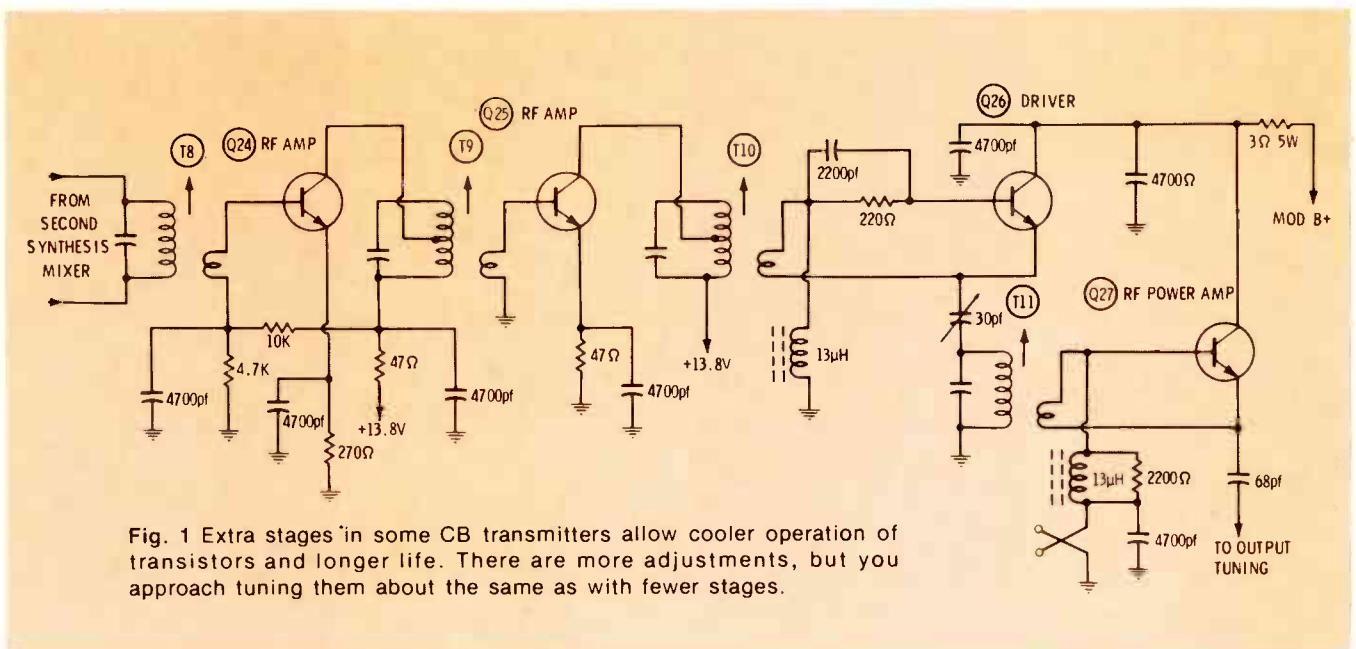 Q26 DRIVER
Q25 RF AMP
Q24 RF AMP
T8
T9
T10
4700pf
3Ω 5W
2200pf
4700Ω
FROM
SECOND
SYNTHESIS
MIXER
220Ω
MOD B+
T11
Q27 RF POWER AMP
30pf
10K
4.7K
47Ω
47Ω
+13.8V
13μH
4700pf
4700pf
4700pf
4700pf
+13.8V
270Ω
13μH
2200Ω
68pf
4700pf
TO OUTPUT
TUNING
Fig. 1 Extra stages in some CB transmitters allow cooler operation of
transistors and longer life. There are more adjustments, but you
approach tuning them about the same as with fewer stages.